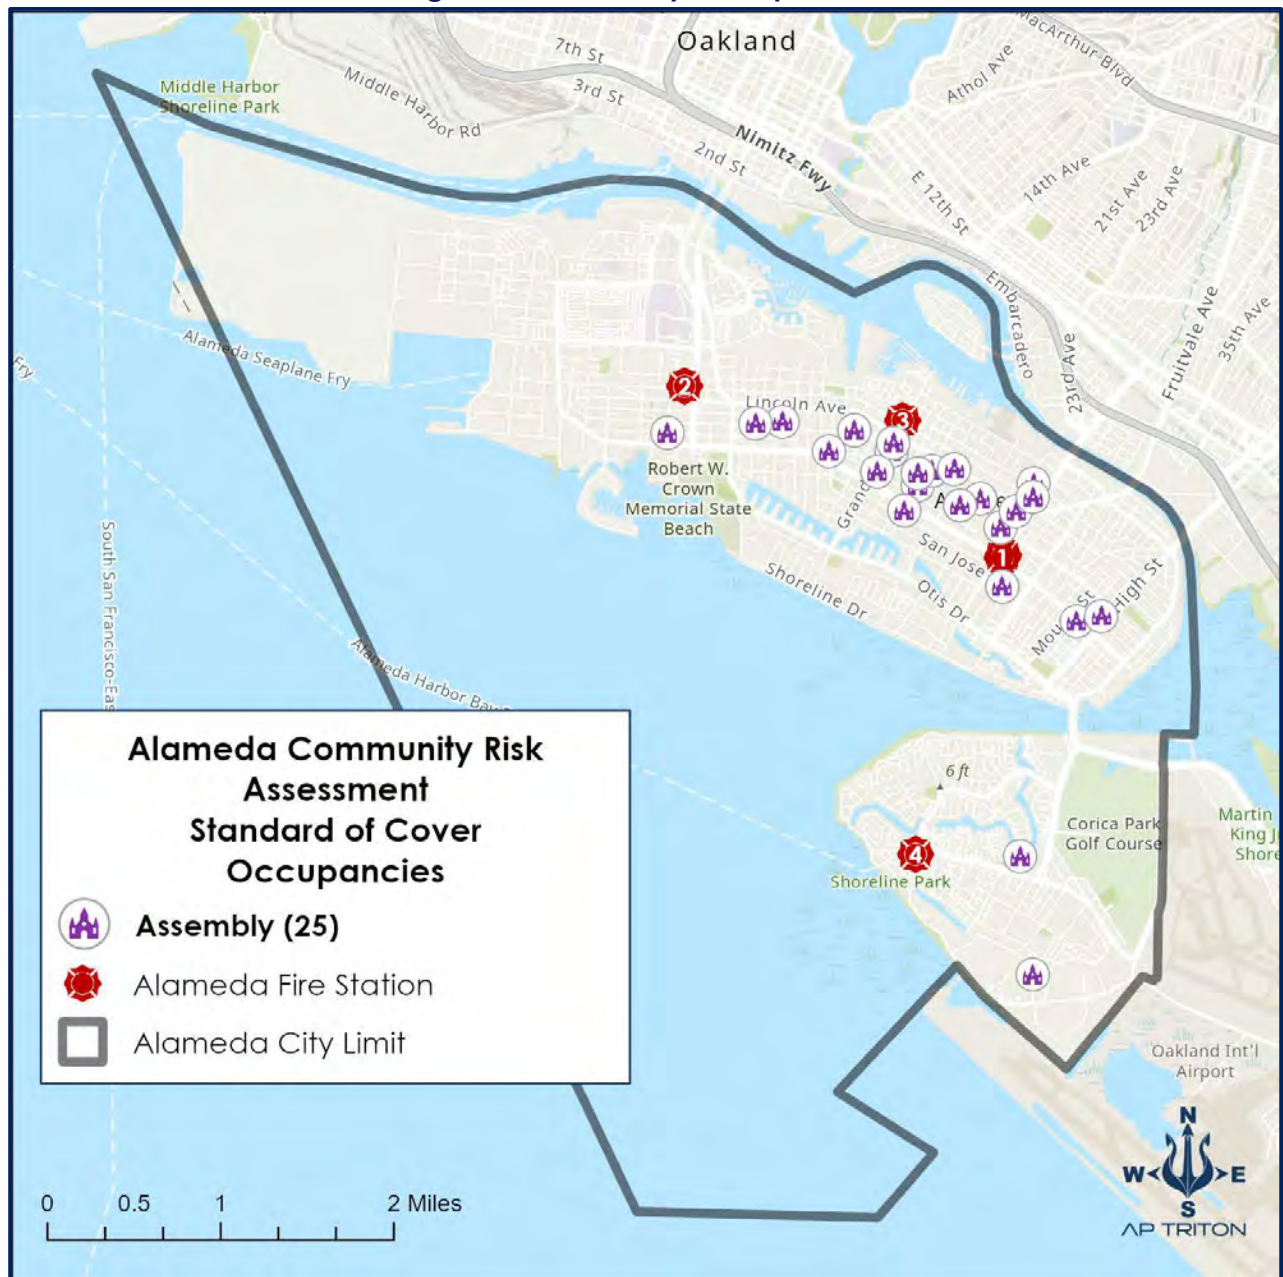 Oakland
MacArthur Blvd
7th St
3rd St
Athol Ave
Middle Harbor
Shoreline Park
Middle Harbor Rd
Nimitz Fwy
2nd St
E 12th St
14th Ave
21st Ave
23rd Ave
Embarcadero
23rd Ave
Fruitvale Ave
35th Ave
Alameda Seaplane Fry
Fry
2
Lincoln Ave
3
Robert W.
Crown
Memorial State
Beach
Grand
San Jose
1
Otis Dr
Shoreline Dr
High St
South San Francisco-Eas
Alameda Harbor Bay
6 ft
Corica Park
Golf Course
Martin
King J
Shore
4
Shoreline Park
Alameda Community Risk
Assessment
Standard of Cover
Occupancies
Assembly (25)
Alameda Fire Station
Alameda City Limit
Oakland Int'l
Airport
0 0.5 1 2 Miles
N
W E
S
AP TRITON